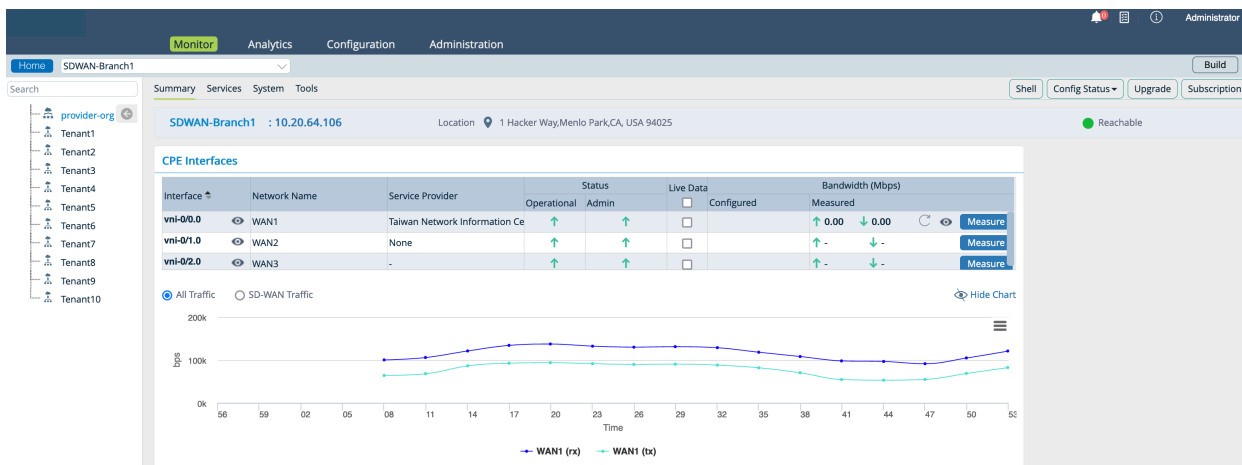 0
Administrator
Monitor Analytics Configuration Administration
Home SDWAN-Branch1 Build
Search
Summary Services System Tools
Shell Config Status Upgrade Subscription
provider-org
Tenant1
Tenant2
Tenant3
Tenant4
Tenant5
Tenant6
Tenant7
Tenant8
Tenant9
Tenant10
SDWAN-Branch1 : 10.20.64.106 Location 1 Hacker Way,Menlo Park,CA, USA 94025 Reachable
CPE Interfaces
Interface Network Name Service Provider Status Live Data Bandwidth (Mbps)
Operational Admin Configured Measured
vni-0/0.0 WAN1 Taiwan Network Information Ce 0.00 0.00 Measure
vni-0/1.0 WAN2 None - - Measure
vni-0/2.0 WAN3 - - - Measure
All Traffic SD-WAN Traffic Hide Chart
200k
100k
0k
bps
56 59 02 05 08 11 14 17 20 23 26 29 32 35 38 41 44 47 50 53
Time
WAN1 (rx) WAN1 (tx)